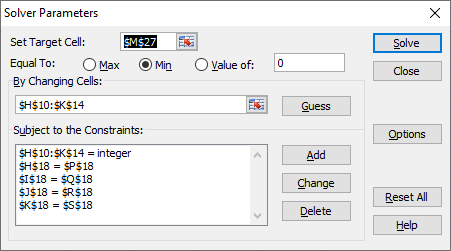 Solver Parameters
Set Target Cell: $M$27 Solve
Equal To: Max Min Value of: 0 Close
By Changing Cells:
$H$10:$K$14 Guess
Subject to the Constraints: Options
$H$10:$K$14 = integer Add
$H$18 = $P$18
$I$18 = $Q$18 Change
$J$18 = $R$18 Reset All
$K$18 = $S$18 Delete
Help